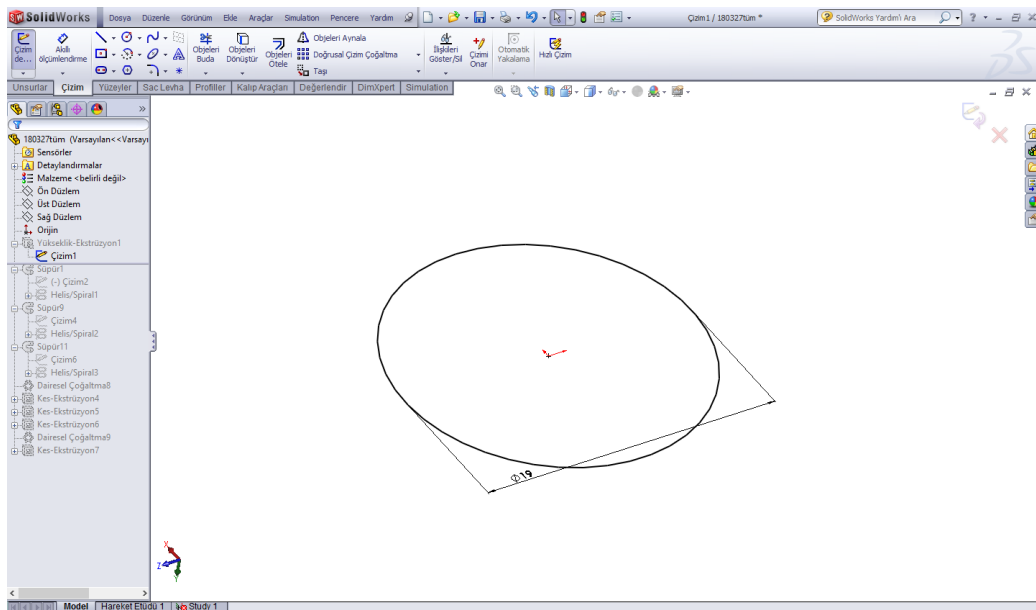 SolidWorks Dosya Düzenle Görünüm Ekle Araçlar Simulation Pencere Yardım Çizim1 / 180327tüm * SolidWorks Yardım'ı Ara
Çizim de... Akıllı ölçümlendirme Objeleri Buda Objeleri Dönüştür Objeleri Ötele Objeleri Aynala Doğrusal Çizim Çoğaltma Taşı İlişkileri Göster/Sil Çizimi Onar Otomatik Yakalama Hızlı Çizim
Unsurlar Çizim Yüzeyler Sac Levha Profiller Kalıp Araçları Değerlendir DimXpert Simulation
180327tüm (Varsayılan<<Varsayı
Sensörler
Detaylandırmalar
Malzeme <belirli değil>
Ön Düzlem
Üst Düzlem
Sağ Düzlem
Orijin
Yükseklik-Ekstrüzyon1
Çizim1
Süpür1
(-) Çizim2
Helis/Spiral1
Süpür9
Çizim4
Helis/Spiral2
Süpür11
Çizim6
Helis/Spiral3
Dairesel Çoğaltma8
Kes-Ekstrüzyon4
Kes-Ekstrüzyon5
Kes-Ekstrüzyon6
Dairesel Çoğaltma9
Kes-Ekstrüzyon7
Φ19
X
Z
Y
Model Hareket Etüdü 1 Study 1